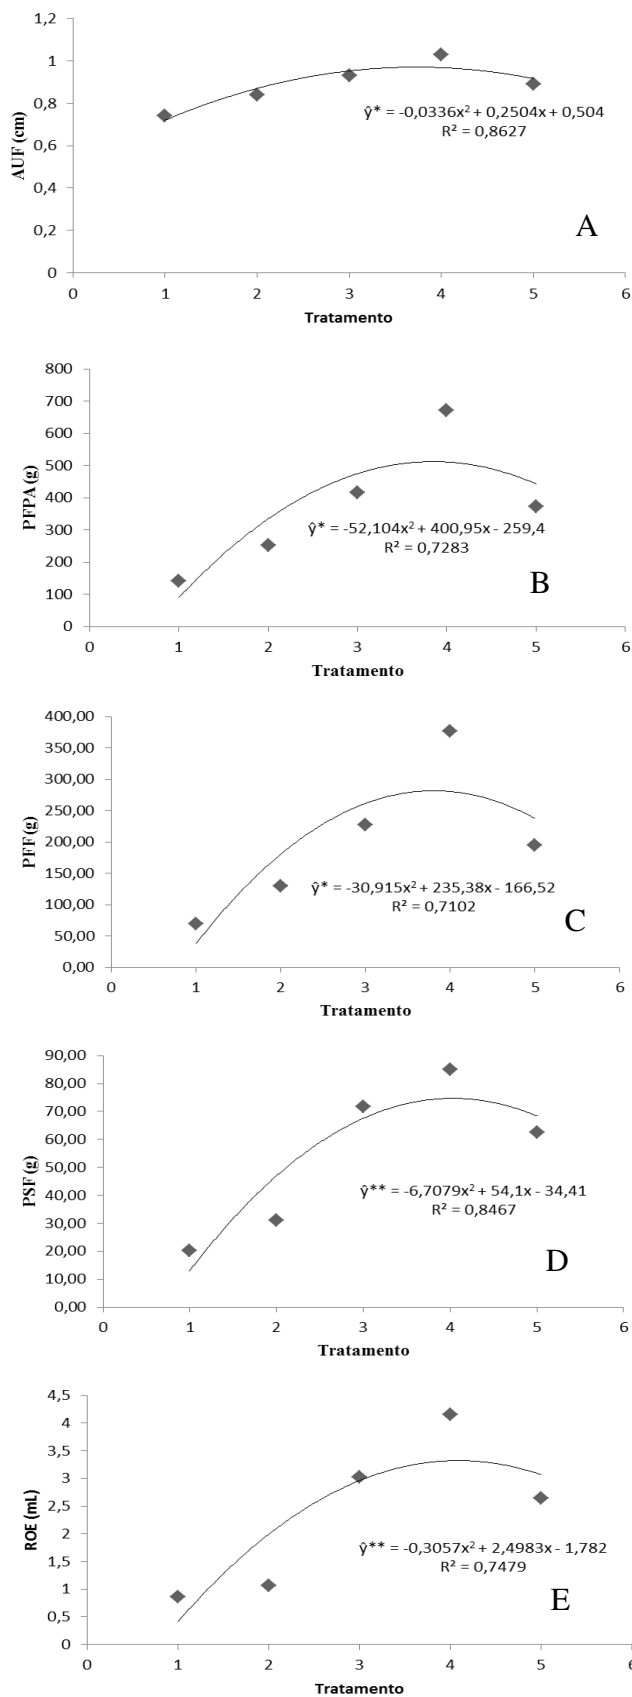 1,2
1
0,8
0,6
0,4
0,2
0
AUF (cm)
ŷ* = -0,0336x² + 0,2504x + 0,504
R² = 0,8627
A
0 1 2 3 4 5 6
Tratamento
800
700
600
500
400
300
200
100
0
PFPA (g)
ŷ* = -52,104x² + 400,95x - 259,4
R² = 0,7283
B
0 1 2 3 4 5 6
Tratamento
400,00
350,00
300,00
250,00
200,00
150,00
100,00
50,00
0,00
PFF (g)
ŷ* = -30,915x² + 235,38x - 166,52
R² = 0,7102
C
0 1 2 3 4 5 6
Tratamento
90,00
80,00
70,00
60,00
50,00
40,00
30,00
20,00
10,00
0,00
PSF (g)
ŷ** = -6,7079x² + 54,1x - 34,41
R² = 0,8467
D
0 1 2 3 4 5 6
Tratamento
4,5
4
3,5
3
2,5
2
1,5
1
0,5
0
ROE (mL)
ŷ** = -0,3057x² + 2,4983x - 1,782
R² = 0,7479
E
0 1 2 3 4 5 6
Tratamento